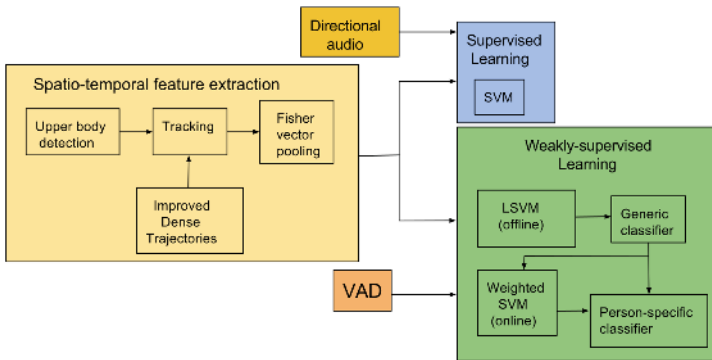 Directional
audio
Supervised
Learning
SVM
Spatio-temporal feature extraction
Upper body
detection
Tracking
Fisher
vector
pooling
Improved
Dense
Trajectories
Weakly-supervised
Learning
LSVM
(offline)
Generic
classifier
VAD
Weighted
SVM
(online)
Person-specific
classifier